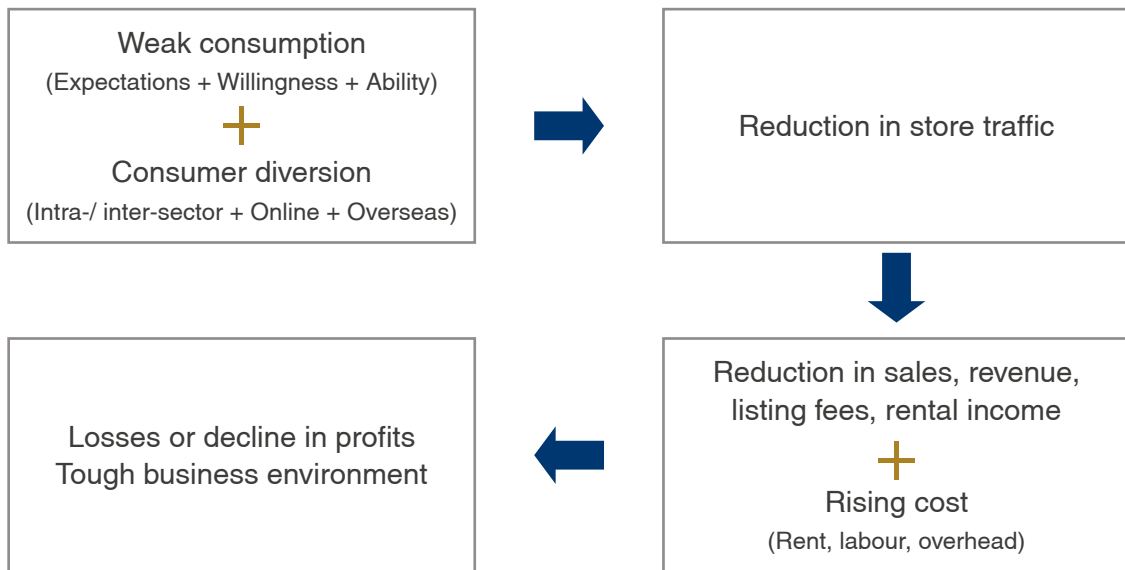 Weak consumption
(Expectations + Willingness + Ability)
+
Consumer diversion
(Intra-/ inter-sector + Online + Overseas)
Reduction in store traffic
Reduction in sales, revenue,
listing fees, rental income
+
Rising cost
(Rent, labour, overhead)
Losses or decline in profits
Tough business environment